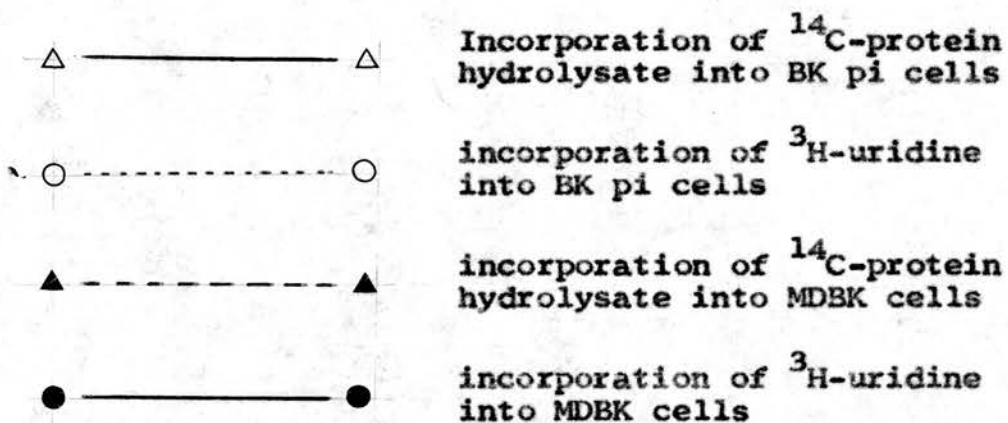 Incorporation of ¹⁴C-protein
hydrolysate into BK pi cells
incorporation of ³H-uridine
into BK pi cells
incorporation of ¹⁴C-protein
hydrolysate into MDBK cells
incorporation of ³H-uridine
into MDBK cells